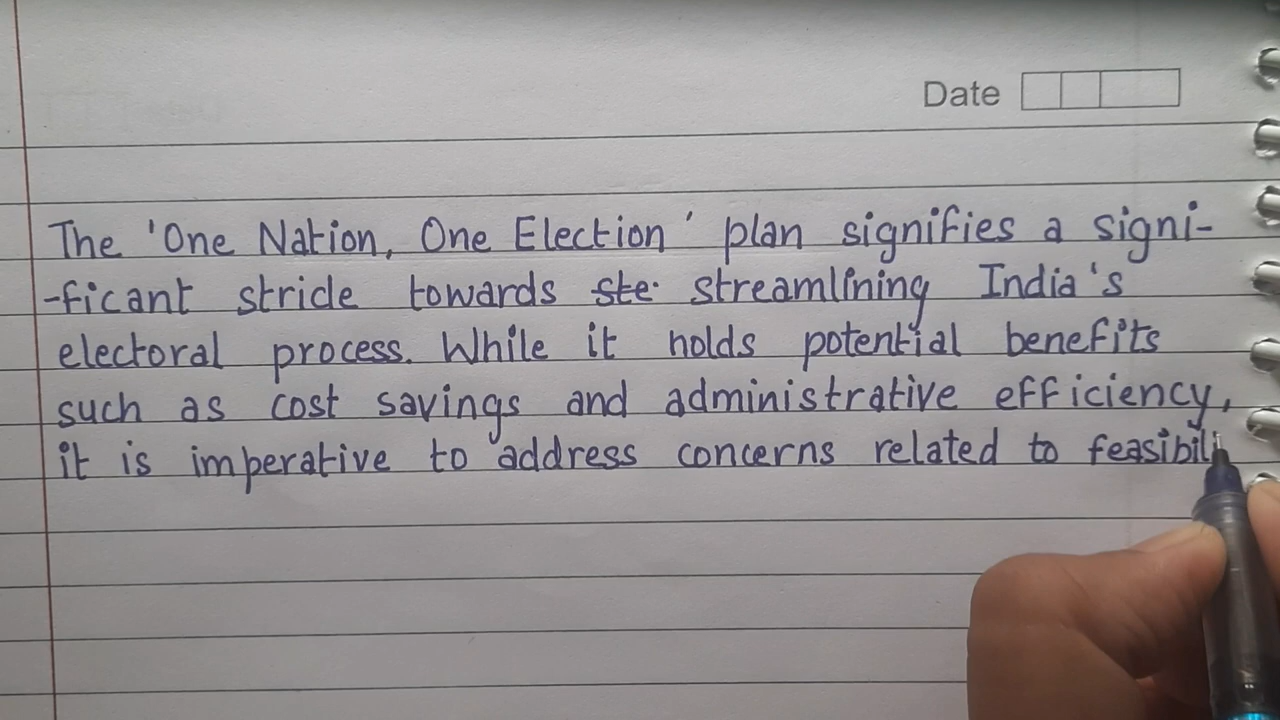 Date
The 'One Nation, One Election' plan signifies a signi-
-ficant stride towards ste streamlining India's
electoral process. While it holds potential benefits
such as cost savings and administrative efficiency,
it is imperative to address concerns related to feasibili